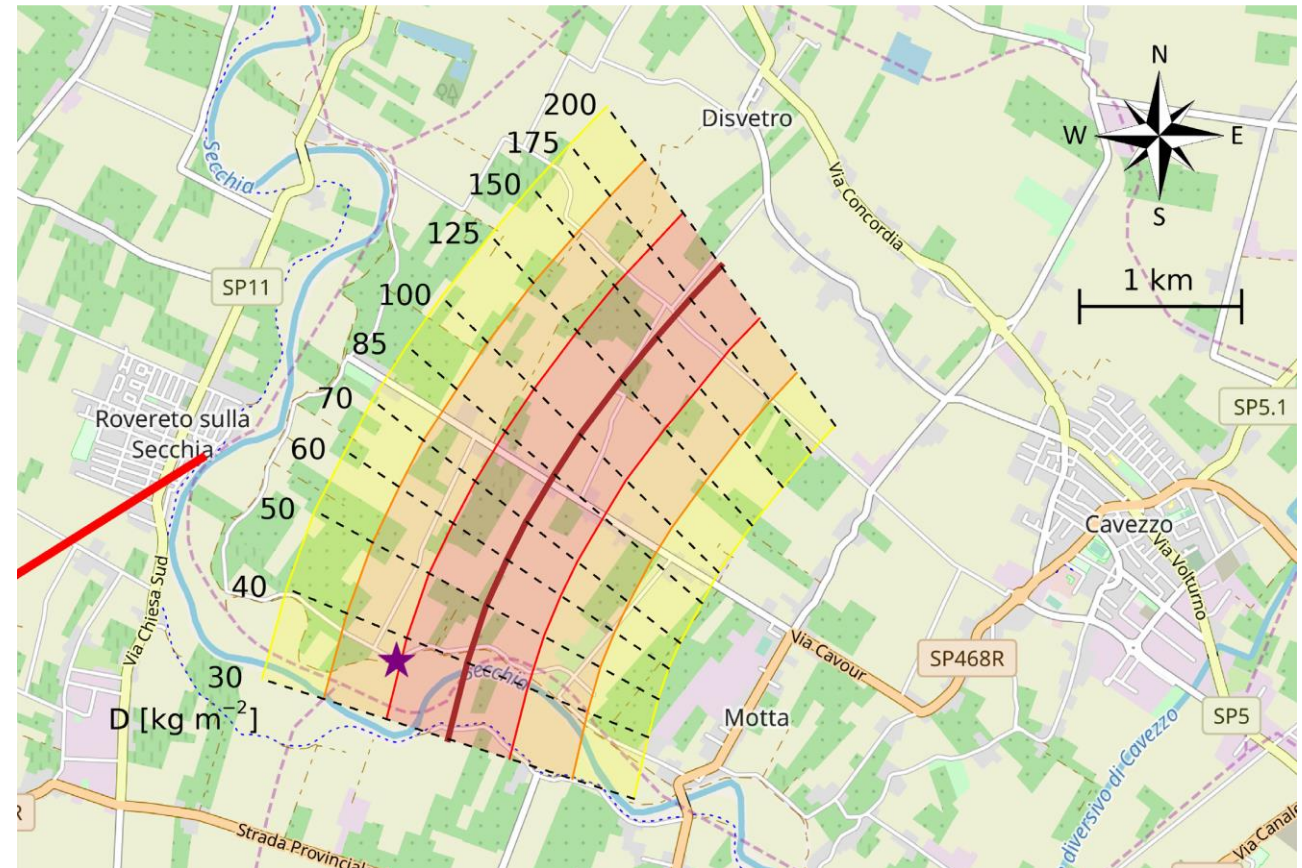 N
W E
S
1 km
Disvetro
Via Concordia
Secchia
SP11
Rovereto sulla
Secchia
Via Chiesa Sud
200
175
150
125
100
85
70
60
50
40
30
D [kg m⁻²]
Secchia
Motta
Via Cavour
SP468R
Cavezzo
Via Volturno
SP5.1
SP5
diversivo di Cavezzo
Via Canale
Strada Provincial
R